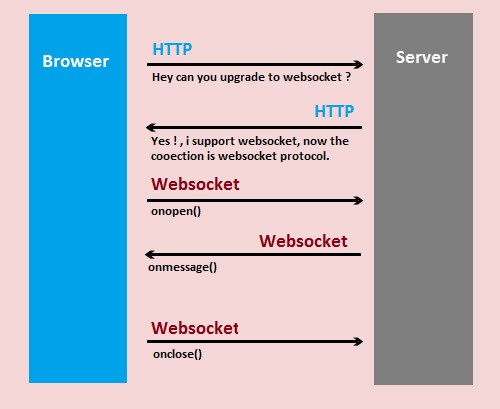 Browser
Server
HTTP
Hey can you upgrade to websocket ?
HTTP
Yes ! , i support websocket, now the
cooection is websocket protocol.
Websocket
onopen()
Websocket
onmessage()
Websocket
onclose()